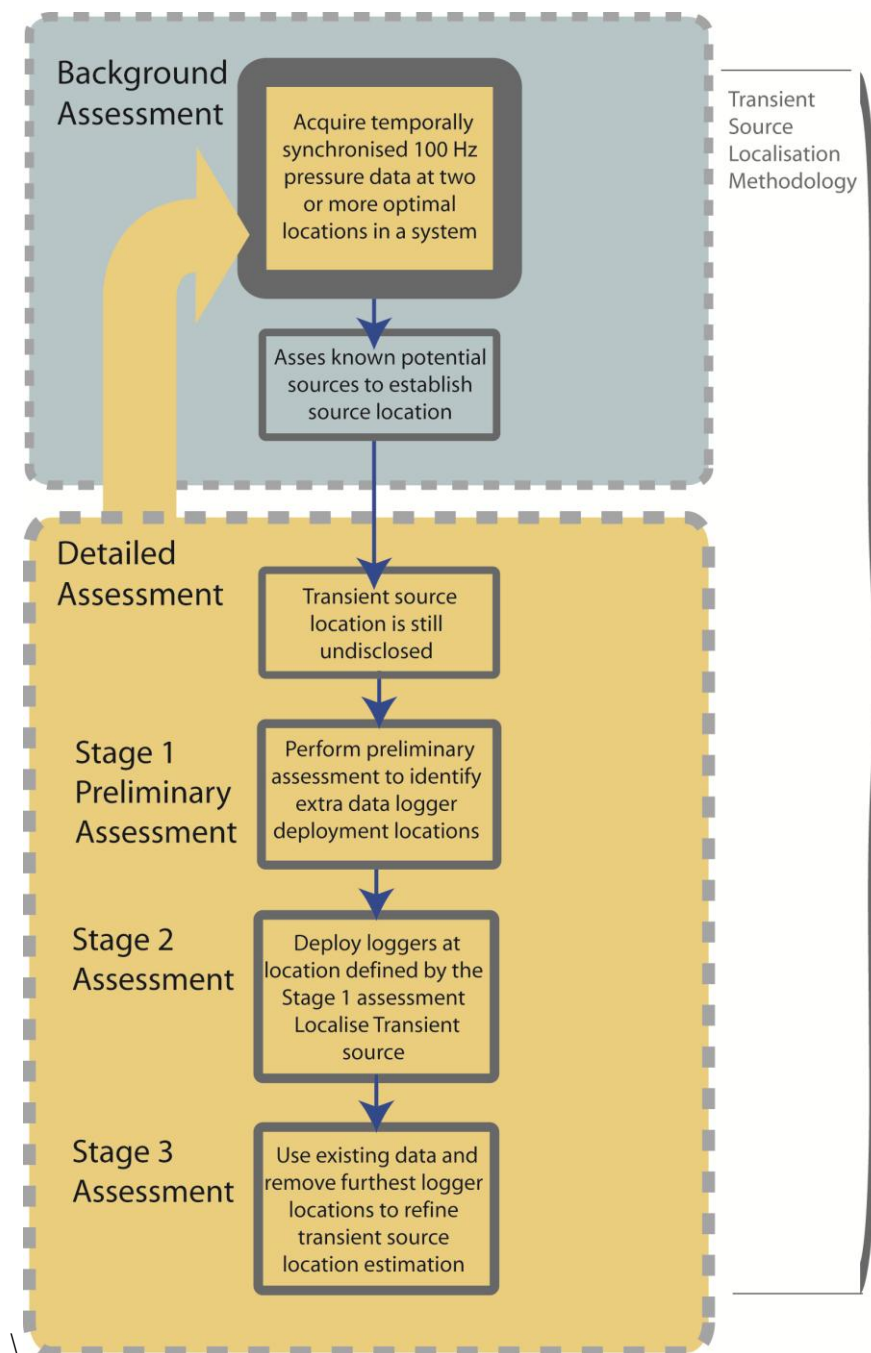 Background
Assessment
Acquire temporally
synchronised 100 Hz
pressure data at two
or more optimal
locations in a system
Transient
Source
Localisation
Methodology
Asses known potential
sources to establish
source location
Detailed
Assessment
Transient source
location is still
undisclosed
Stage 1
Preliminary
Assessment
Perform preliminary
assessment to identify
extra data logger
deployment locations
Stage 2
Assessment
Deploy loggers at
location defined by the
Stage 1 assessment
Localise Transient
source
Stage 3
Assessment
Use existing data and
remove furthest logger
locations to refine
transient source
location estimation
\